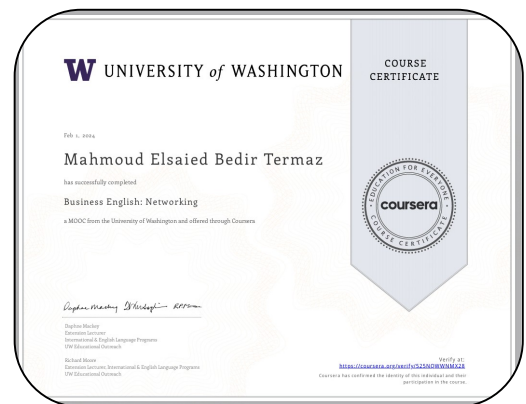 W UNIVERSITY of WASHINGTON
COURSE
CERTIFICATE
Feb 1, 2024
Mahmoud Elsaied Bedir Termaz
has successfully completed
Business English: Networking
a MOOC from the University of Washington and offered through Coursera
EDUCATION FOR EVERYONE
coursera
COURSE CERTIFICATE
Daphne Mackey
Extension Lecturer
International & English Language Programs
UW Educational Outreach
Richard Moore
Extension Lecturer, International & English Language Programs
UW Educational Outreach
Verify at:
https://coursera.org/verify/S25NOWWNMXZ8
Coursera has confirmed the identity of this individual and their
participation in the course.